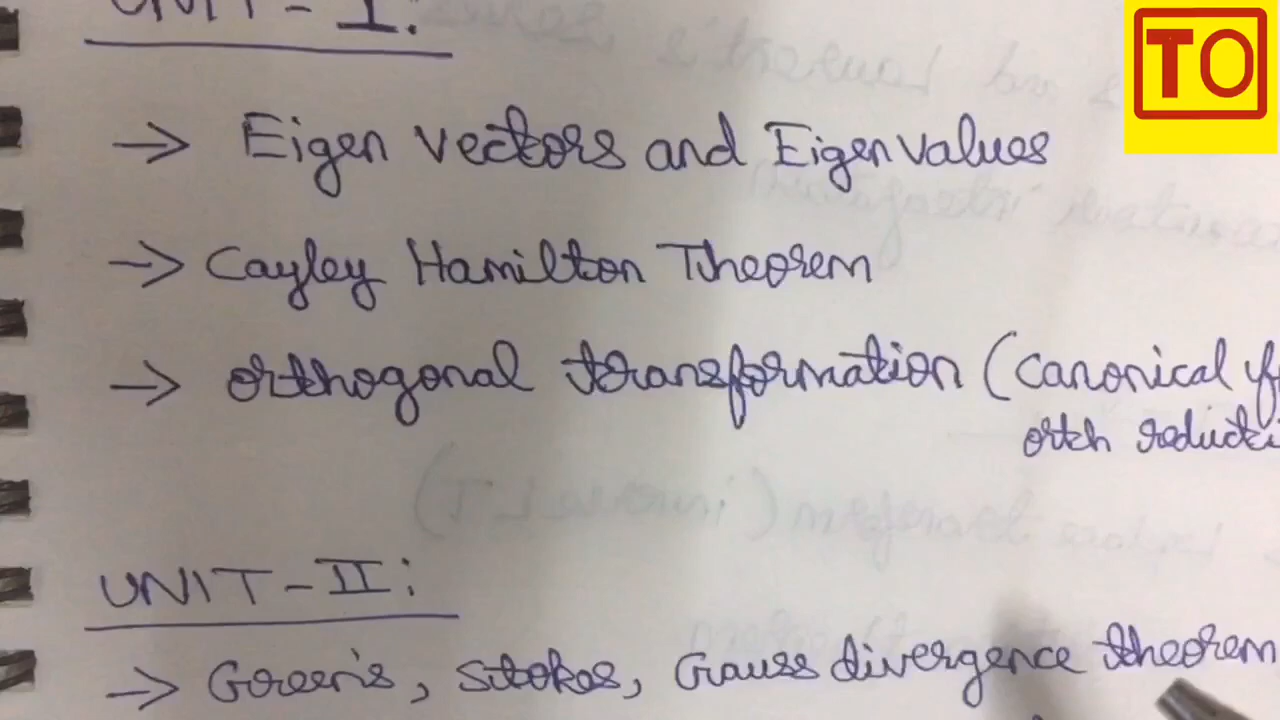 UNIT - I:
TO
→ Eigen vectors and Eigen values
→ Cayley Hamilton Theorem
→ orthogonal transformation (canonical
orth
UNIT - II:
→ Green's, Stokes, Gauss divergence theorem